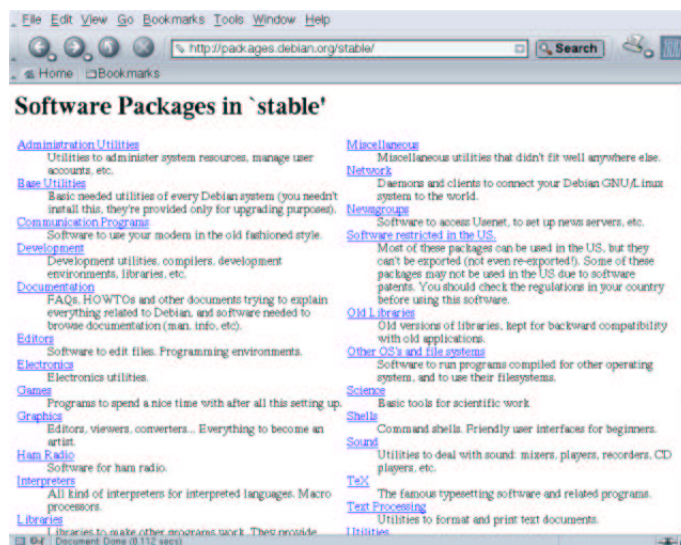 File Edit View Go Bookmarks Tools Window Help
http://packages.debian.org/stable/
Search
Home Bookmarks
Software Packages in `stable'
Administration Utilities
Utilities to administer system resources, manage user
accounts, etc.
Base Utilities
Basic needed utilities of every Debian system (you needn't
install this, they're provided only for upgrading purposes).
Communication Programs
Software to use your modem in the old fashioned style.
Development
Development utilities, compilers, development
environments, libraries, etc.
Documentation
FAQs, HOWTOs and other documents trying to explain
everything related to Debian, and software needed to
browse documentation (man, info, etc).
Editors
Software to edit files. Programming environments.
Electronics
Electronics utilities.
Games
Programs to spend a nice time with after all this setting up.
Graphics
Editors, viewers, converters... Everything to become an
artist.
Ham Radio
Software for ham radio.
Interpreters
All kind of interpreters for interpreted languages. Macro
processors.
Libraries
Libraries to make other programs work. They provide
Miscellaneous
Miscellaneous utilities that didn't fit well anywhere else.
Network
Daemons and clients to connect your Debian GNU/Linux
system to the world.
Newsgroups
Software to access Usenet, to set up news servers, etc.
Software restricted in the US.
Most of these packages can be used in the US, but they
can't be exported (not even re-exported!). Some of these
packages may not be used in the US due to software
patents. You should check the regulations in your country
before using this software.
Old Libraries
Old versions of libraries, kept for backward compatibility
with old applications.
Other OS's and file systems
Software to run programs compiled for other operating
system, and to use their filesystems.
Science
Basic tools for scientific work
Shells
Command shells. Friendly user interfaces for beginners.
Sound
Utilities to deal with sound: mixers, players, recorders, CD
players, etc.
TeX
The famous typesetting software and related programs.
Text Processing
Utilities to format and print text documents.
Utilities
Document Done (0.112 secs)